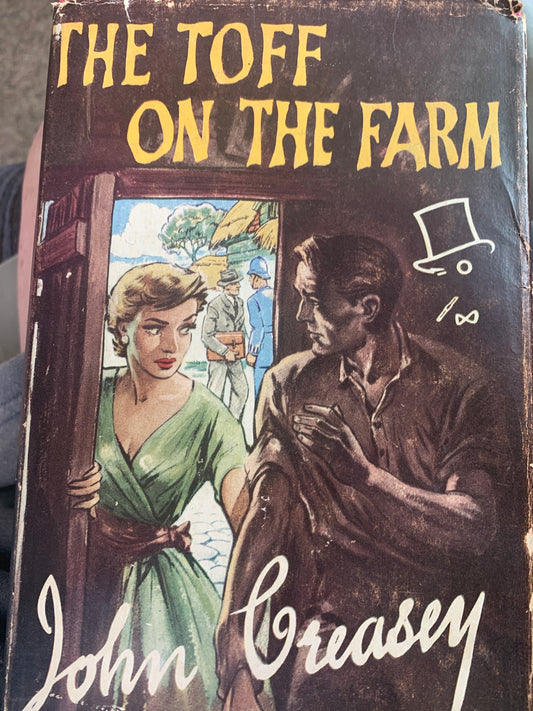 THE TOFF
ON THE FARM
John Creasey